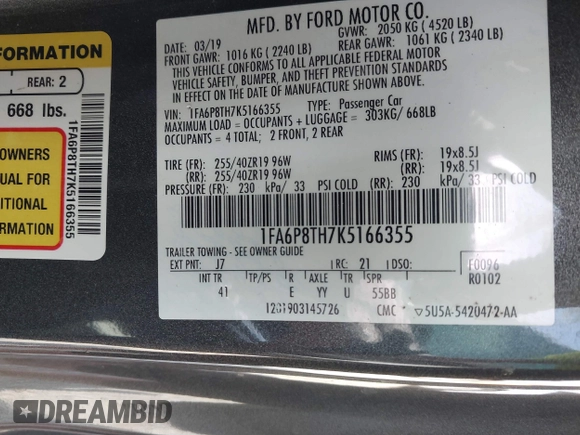 FORMATION
REAR: 2
668 lbs.
OWNERS
UAL FOR
ITIONAL
RMATION
1FA6P8TH7K5166355
MFD. BY FORD MOTOR CO.
DATE: 03/19 GVWR: 2050 KG ( 4520 LB)
FRONT GAWR: 1016 KG ( 2240LB) REAR GAWR: 1061 KG ( 2340 LB)
THIS VEHICLE CONFORMS TO ALL APPLICABLE FEDERAL MOTOR
VEHICLE SAFETY, BUMPER, AND THEFT PREVENTION STANDARDS
IN EFFECT ON THE DATE OF MANUFACTURE SHOWN ABOVE.
VIN: 1FA6P8TH7K5166355 TYPE: Passenger Car
MAXIMUM LOAD = OCCUPANTS + LUGGAGE = 303KG/ 668LB
OCCUPANTS = 4 TOTAL; 2 FRONT, 2 REAR
TIRE (FR): 255/40ZR19 96W RIMS (FR): 19x8.5J
(RR): 255/40ZR19 96W (RR): 19x8.5J
PRESSURE (FR): 230 kPa/ 33 PSI COLD (RR): 230 kPa/ 33 PSI COLD
1FA6P8TH7K5166355
TRAILER TOWING - SEE OWNER GUIDE
EXT PNT: J7 RC: 21 DSO: F0096
INT TR TP/PS R AXLE TR SPR R0102
41 E YY U 55BB
12G1903145726 CMC 5U5A-5420472-AA
DREAMBID